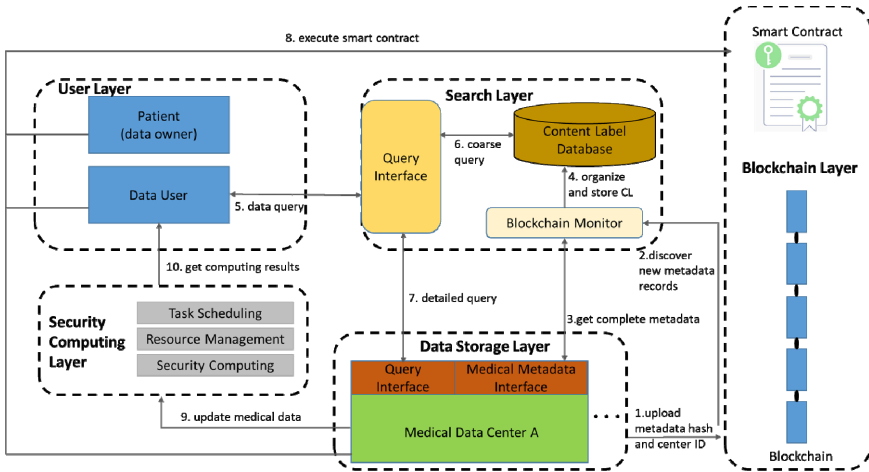 8. execute smart contract
Smart Contract
User Layer
Patient
(data owner)
Data User
5. data query
10. get computing results
Search Layer
Query
Interface
6. coarse
query
Content Label
Database
4. organize
and store CL
Blockchain Monitor
Blockchain Layer
2.discover
new metadata
records
7. detailed query
3.get complete metadata
Security
Computing
Layer
Task Scheduling
Resource Management
Security Computing
9. update medical data
Data Storage Layer
Query
Interface
Medical Metadata
Interface
Medical Data Center A
1.upload
metadata hash
and center ID
Blockchain